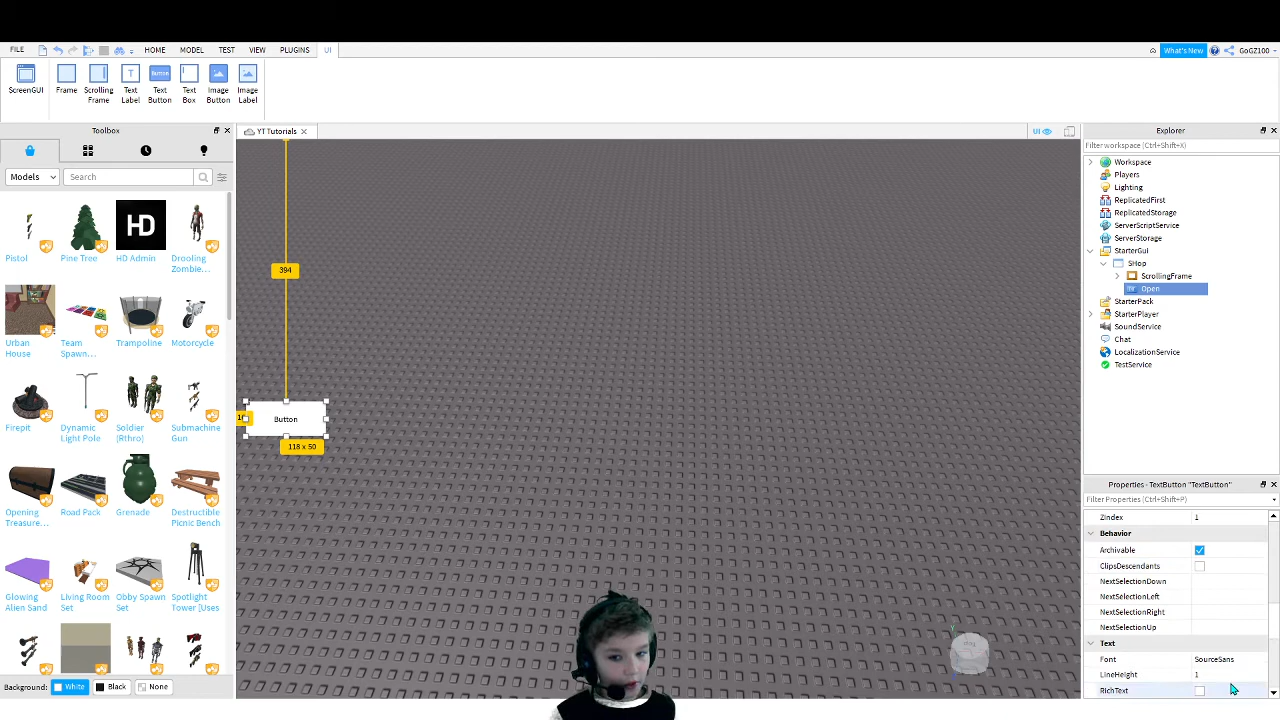 FILE HOME MODEL TEST VIEW PLUGINS UI What's New GoGZ100
ScreenGUI Frame Scrolling Frame Text Label Text Button Text Box Image Button Image Label
Toolbox
YT Tutorials
UI
Models Search
Pistol Pine Tree HD Admin Drooling Zombie...
HD
Urban House Team Spawn... Trampoline Motorcycle
Firepit Dynamic Light Pole Soldier (Rthro) Submachine Gun
Opening Treasure... Road Pack Grenade Destructible Picnic Bench
Glowing Alien Sand Living Room Set Obby Spawn Set Spotlight Tower [Uses
Background: White Black None
394
Button
118 x 50
Explorer
Filter workspace (Ctrl+Shift+X)
Workspace
Players
Lighting
ReplicatedFirst
ReplicatedStorage
ServerScriptService
ServerStorage
StarterGui
SHop
ScrollingFrame
Open
StarterPack
StarterPlayer
SoundService
Chat
LocalizationService
TestService
Properties - TextButton "TextButton"
Filter Properties (Ctrl+Shift+P)
ZIndex 1
Behavior
Archivable
ClipsDescendants
NextSelectionDown
NextSelectionLeft
NextSelectionRight
NextSelectionUp
Text
Font SourceSans
LineHeight 1
RichText